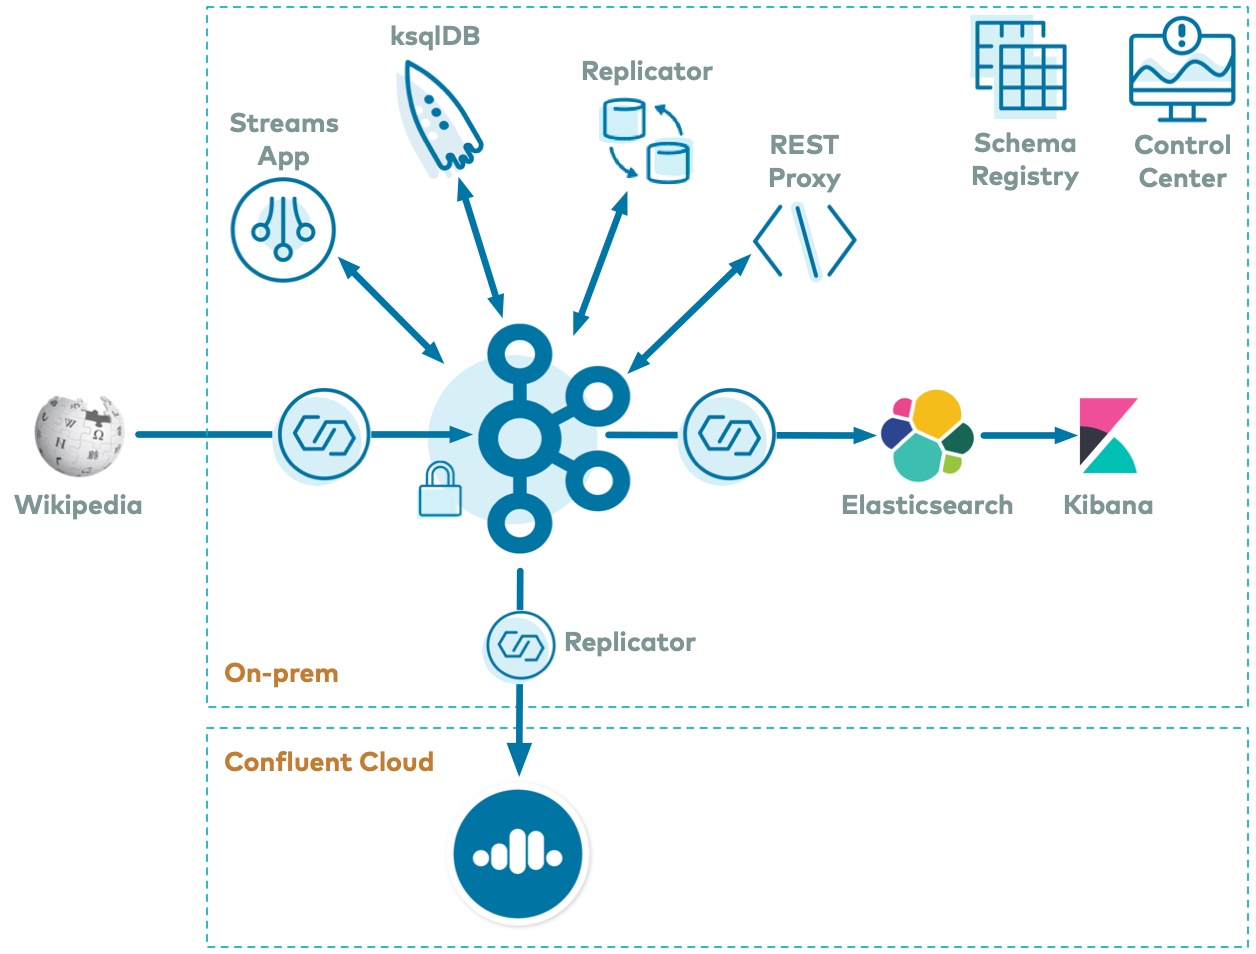 ksqlDB
Replicator
Streams
App
REST
Proxy
Schema
Registry
Control
Center
Wikipedia
Elasticsearch
Kibana
Replicator
On-prem
Confluent Cloud